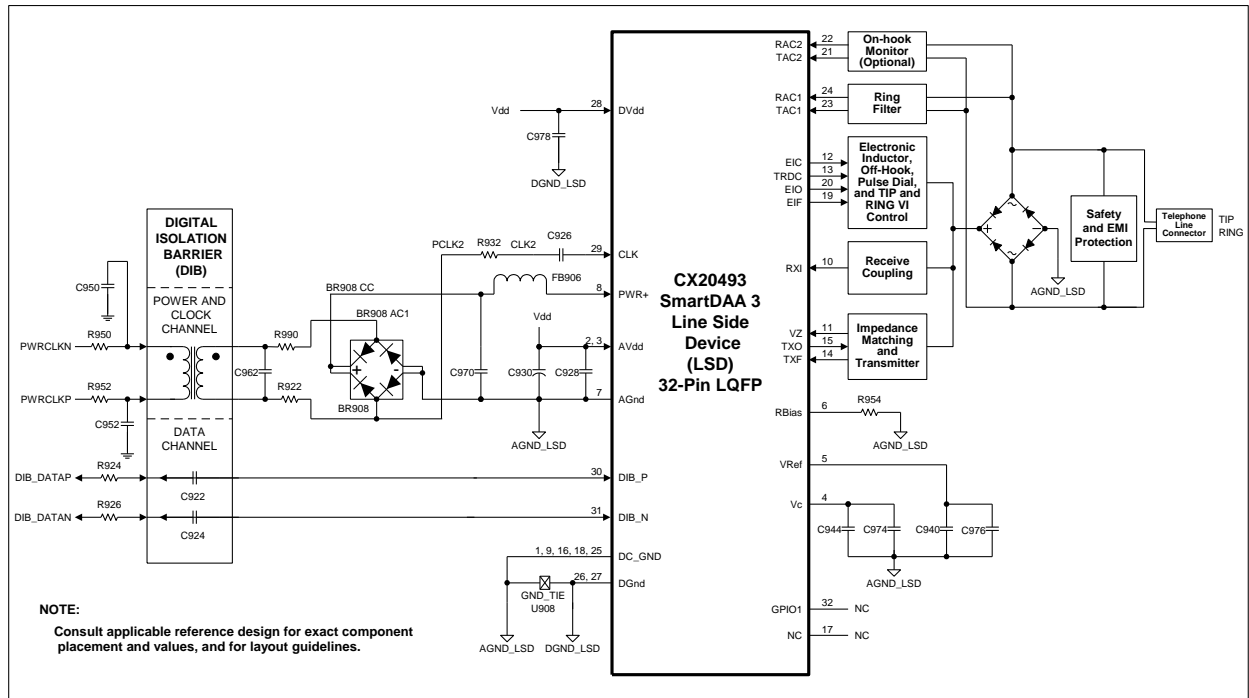 RAC2
TAC2
22
21
On-hook
Monitor
(Optional)
RAC1
TAC1
24
23
Ring
Filter
Vdd
28
DVdd
C978
DGND_LSD
EIC
TRDC
EIO
EIF
12
13
20
19
Electronic
Inductor,
Off-Hook,
Pulse Dial,
and TIP and
RING VI
Control
~
+
-
~
AGND_LSD
Safety
and EMI
Protection
Telephone
Line
Connector
TIP
RING
DIGITAL
ISOLATION
BARRIER
(DIB)
POWER AND
CLOCK
CHANNEL
DATA
CHANNEL
C950
R950
PWRCLKN
R952
PWRCLKP
C952
R924
DIB_DATAP
R926
DIB_DATAN
C922
C924
C962
R990
R922
PCLK2
R932
CLK2
C926
29
CLK
FB906
8
PWR+
BR908 CC
BR908 AC1
+
-
BR908
C970
Vdd
C930
C928
2, 3
AVdd
7
AGnd
AGND_LSD
30
DIB_P
31
DIB_N
1, 9, 16, 18, 25
DC_GND
26, 27
DGnd
GND_TIE
U908
AGND_LSD
DGND_LSD
CX20493
SmartDAA 3
Line Side
Device
(LSD)
32-Pin LQFP
RXI
10
Receive
Coupling
VZ
TXO
TXF
11
15
14
Impedance
Matching
and
Transmitter
RBias
6
R954
AGND_LSD
VRef
5
Vc
4
C944
C974
C940
C976
AGND_LSD
GPIO1
32
NC
NC
17
NC
NOTE:
Consult applicable reference design for exact component
placement and values, and for layout guidelines.